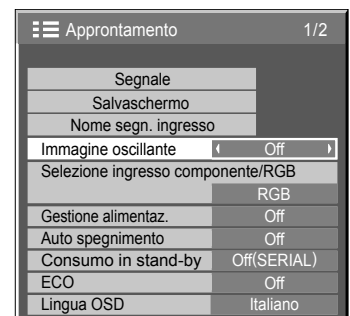 Approntamento 1/2
Segnale
Salvaschermo
Nome segn. ingresso
Immagine oscillante Off
Selezione ingresso componente/RGB
RGB
Gestione alimentaz. Off
Auto spegnimento Off
Consumo in stand-by Off(SERIAL)
ECO Off
Lingua OSD Italiano